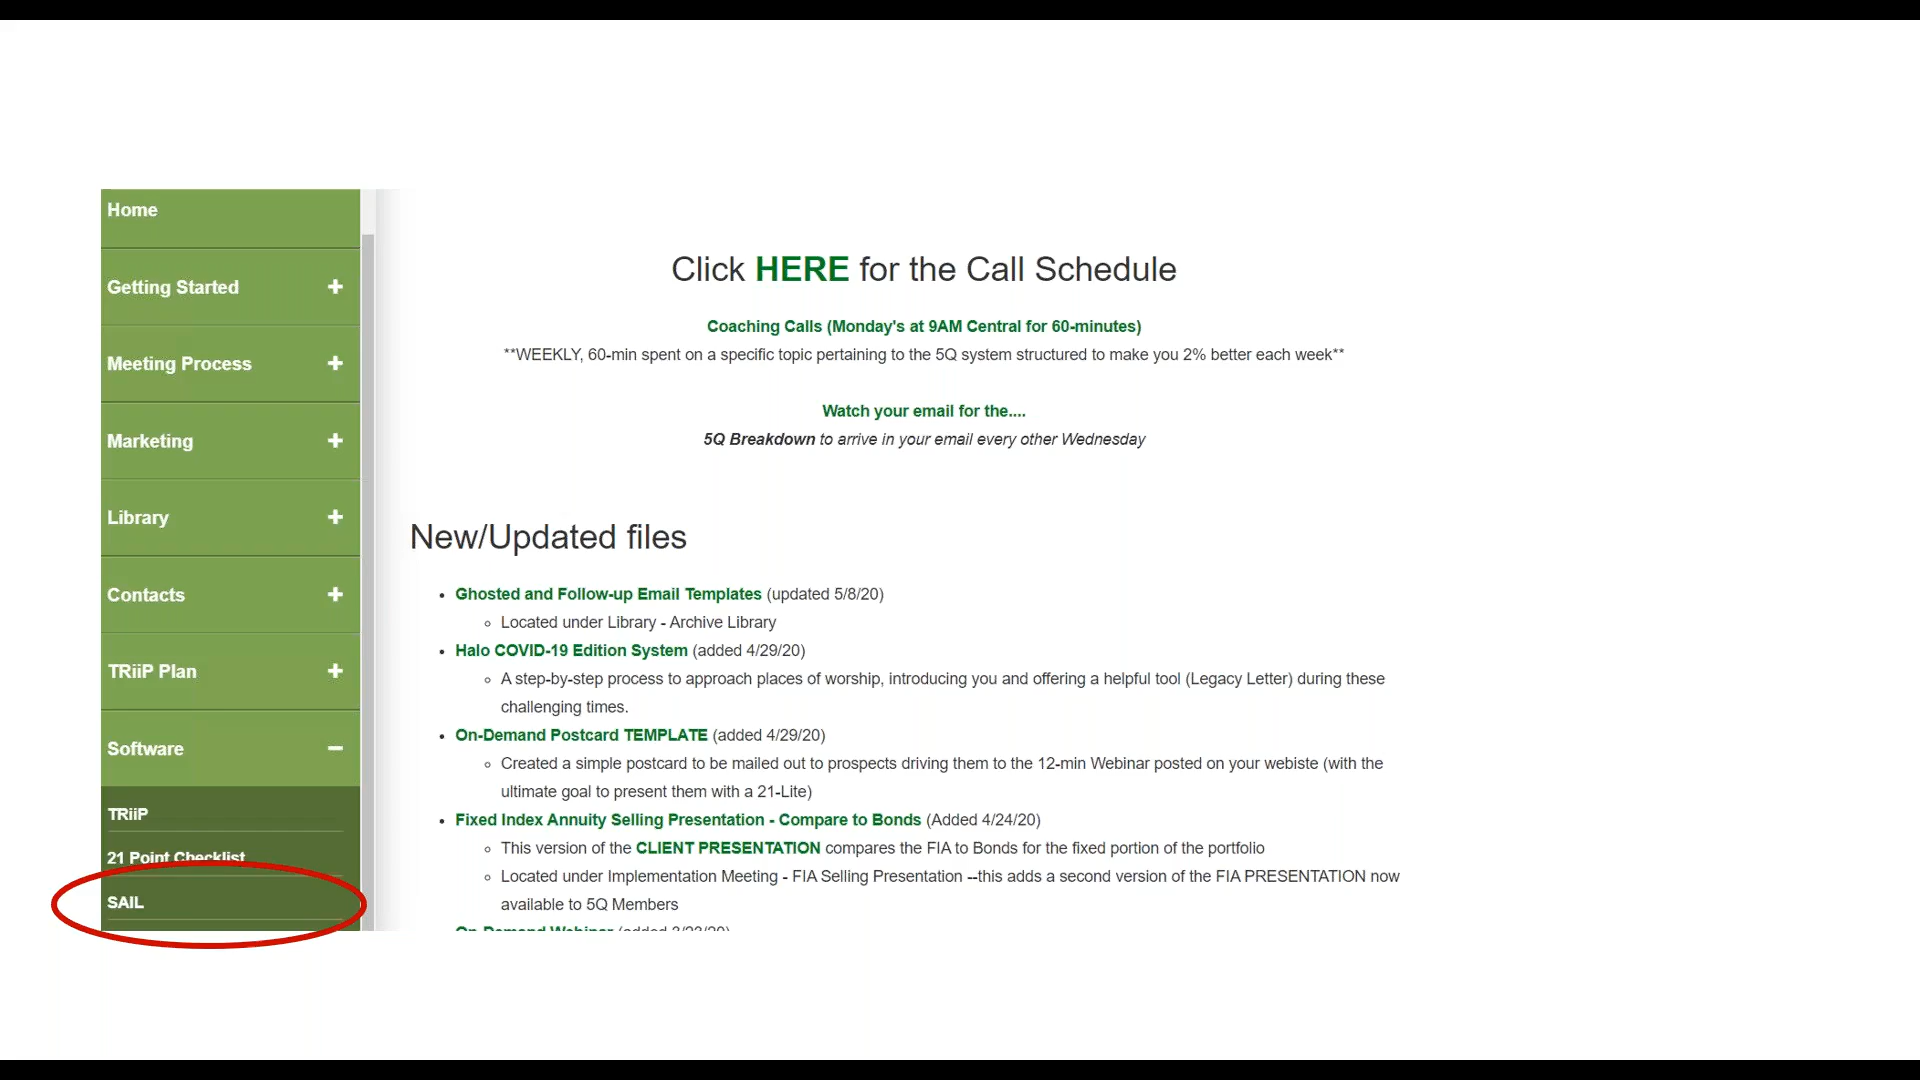 Home
Getting Started
Meeting Process
Marketing
Library
Contacts
TRiiP Plan
Software
TRiiP
21 Point Checklist
SAIL
Click HERE for the Call Schedule
Coaching Calls (Monday's at 9AM Central for 60-minutes)
**WEEKLY, 60-min spent on a specific topic pertaining to the 5Q system structured to make you 2% better each week**
Watch your email for the....
5Q Breakdown to arrive in your email every other Wednesday
New/Updated files
Ghosted and Follow-up Email Templates (updated 5/8/20)
Located under Library - Archive Library
Halo COVID-19 Edition System (added 4/29/20)
A step-by-step process to approach places of worship, introducing you and offering a helpful tool (Legacy Letter) during these
challenging times.
On-Demand Postcard TEMPLATE (added 4/29/20)
Created a simple postcard to be mailed out to prospects driving them to the 12-min Webinar posted on your webiste (with the
ultimate goal to present them with a 21-Lite)
Fixed Index Annuity Selling Presentation - Compare to Bonds (Added 4/24/20)
This version of the CLIENT PRESENTATION compares the FIA to Bonds for the fixed portion of the portfolio
Located under Implementation Meeting - FIA Selling Presentation --this adds a second version of the FIA PRESENTATION now
available to 5Q Members
On-Demand Webinar (added 3/23/20)